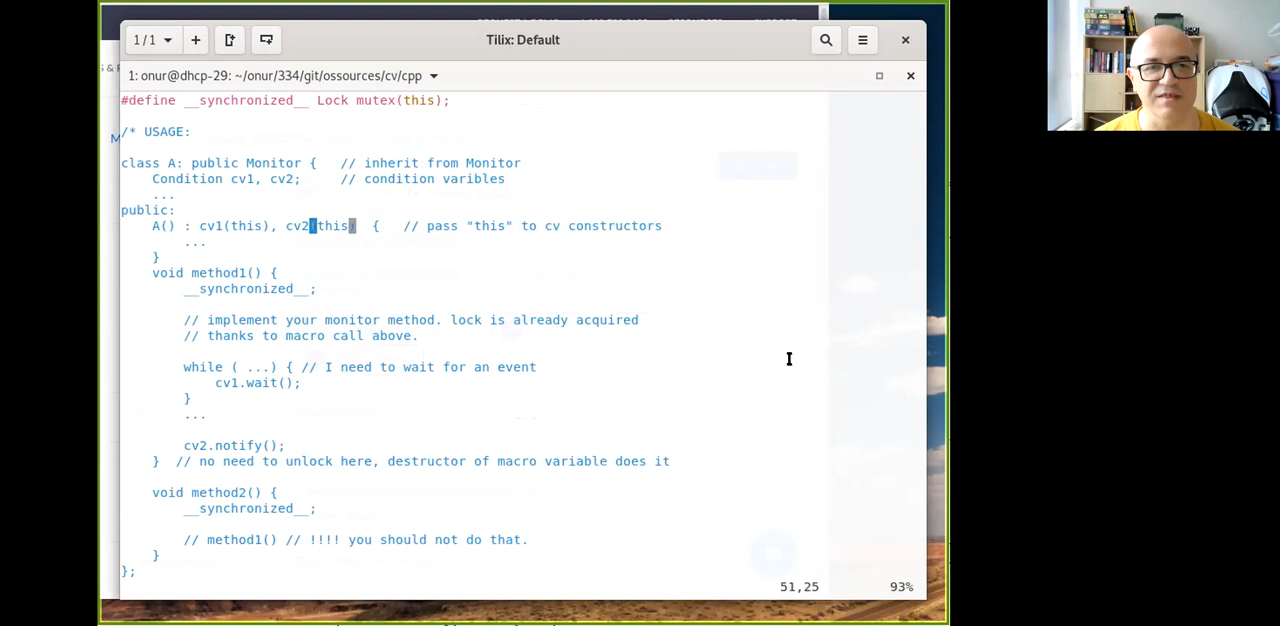 1 / 1
Tilix: Default
1: onur@dhcp-29: ~/onur/334/git/ossources/cv/cpp
#define __synchronized__ Lock mutex(this);
/* USAGE:
class A: public Monitor {   // inherit from Monitor
Condition cv1, cv2;     // condition varibles
...
public:
A() : cv1(this), cv2(this)  {   // pass "this" to cv constructors
...
}
void method1() {
__synchronized__;
// implement your monitor method. lock is already acquired
// thanks to macro call above.
while ( ...) { // I need to wait for an event
cv1.wait();
}
...
cv2.notify();
}  // no need to unlock here, destructor of macro variable does it
void method2() {
__synchronized__;
// method1() // !!!! you should not do that.
}
};
51,25
93%